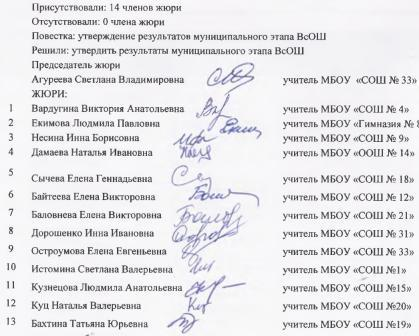 Присутствовали: 14 членов жюри
Отсутствовали: 0 члена жюри
Повестка: утверждение результатов муниципального этапа ВсОШ
Решили: утвердить результаты муниципального этапа ВсОШ
Председатель жюри
Агуреева Светлана Владимировна учитель МБОУ «СОШ № 33»
ЖЮРИ:
1 Вардугина Виктория Анатольевна учитель МБОУ «СОШ № 4»
2 Екимова Людмила Павловна учитель МБОУ «Гимназия № 8
3 Несина Инна Борисовна учитель МБОУ «СОШ № 9»
4 Дамаева Наталья Ивановна учитель МБОУ «ООШ № 14»
5 Сычева Елена Геннадьевна учитель МБОУ «СОШ № 18»
6 Байтеева Елена Викторовна учитель МБОУ «СОШ № 12»
7 Баловнева Елена Викторовна учитель МБОУ «СОШ № 21»
8 Дорошенко Инна Ивановна учитель МБОУ «СОШ № 31»
9 Остроумова Елена Евгеньевна учитель МБОУ «СОШ № 33»
10 Истомина Светлана Валерьевна учитель МБОУ «СОШ №1»
11 Кузнецова Людмила Анатольевна учитель МБОУ «СОШ №15»
12 Куц Наталья Валерьевна учитель МБОУ «СОШ №20»
13 Бахтина Татьяна Юрьевна учитель МБОУ «СОШ №19»